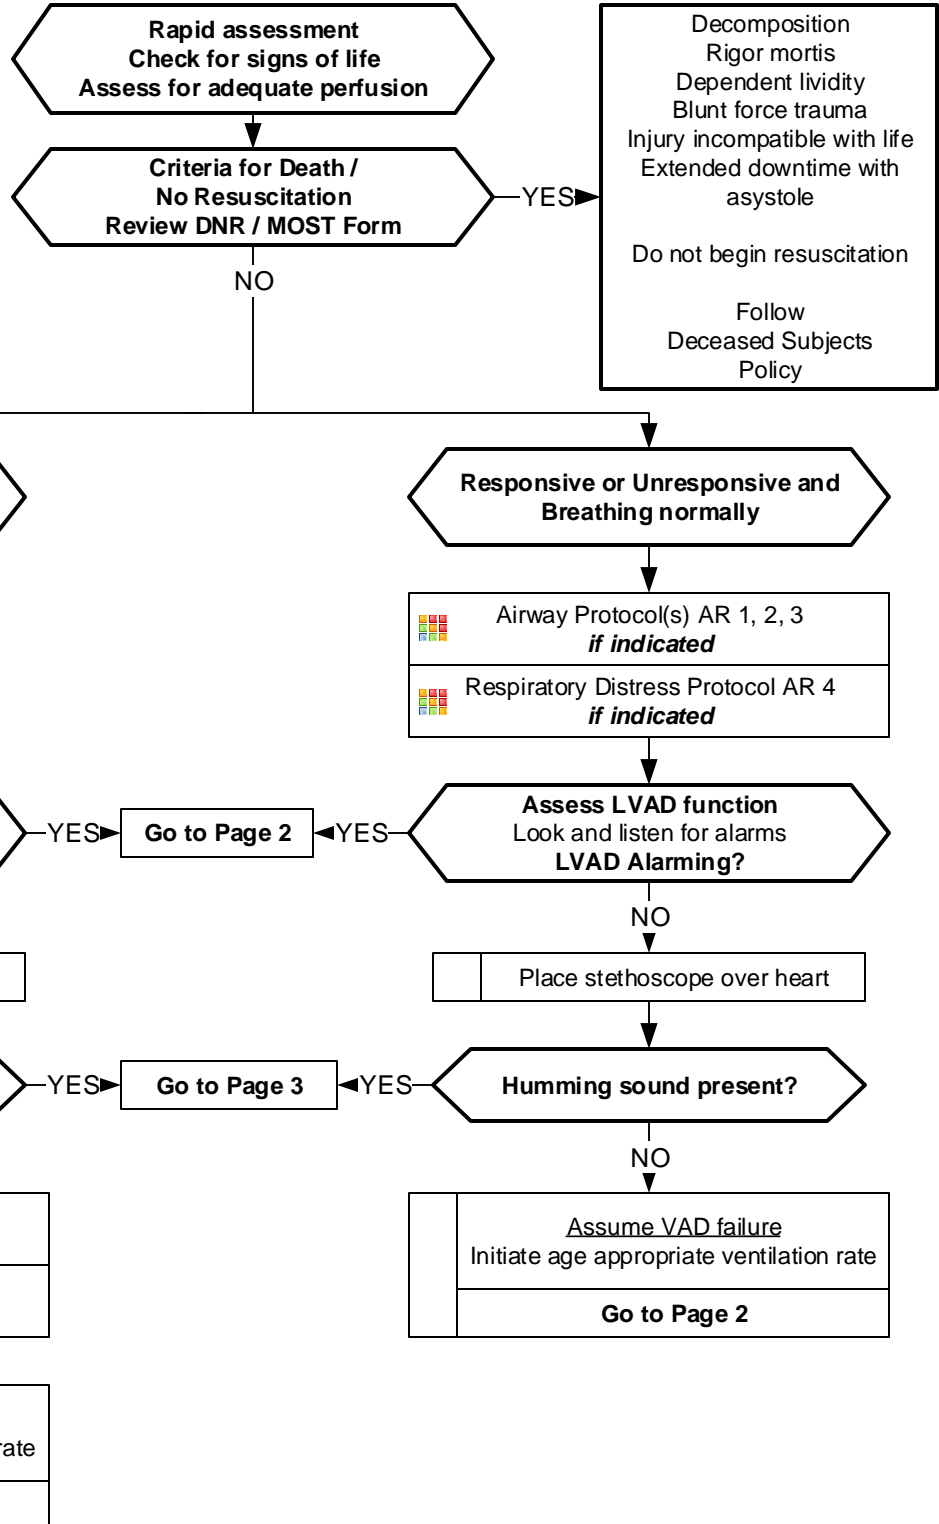 Rapid assessment
Check for signs of life
Assess for adequate perfusion
Decomposition
Rigor mortis
Dependent lividity
Blunt force trauma
Injury incompatible with life
Extended downtime with
asystole
Do not begin resuscitation
Follow
Deceased Subjects
Policy
Criteria for Death /
No Resuscitation
Review DNR / MOST Form
YES
NO
Responsive or Unresponsive and
Breathing normally
Airway Protocol(s) AR 1, 2, 3
if indicated
Respiratory Distress Protocol AR 4
if indicated
YES
Go to Page 2
YES
Assess LVAD function
Look and listen for alarms
LVAD Alarming?
NO
Place stethoscope over heart
YES
Go to Page 3
YES
Humming sound present?
NO
Assume VAD failure
Initiate age appropriate ventilation rate
Go to Page 2
rate